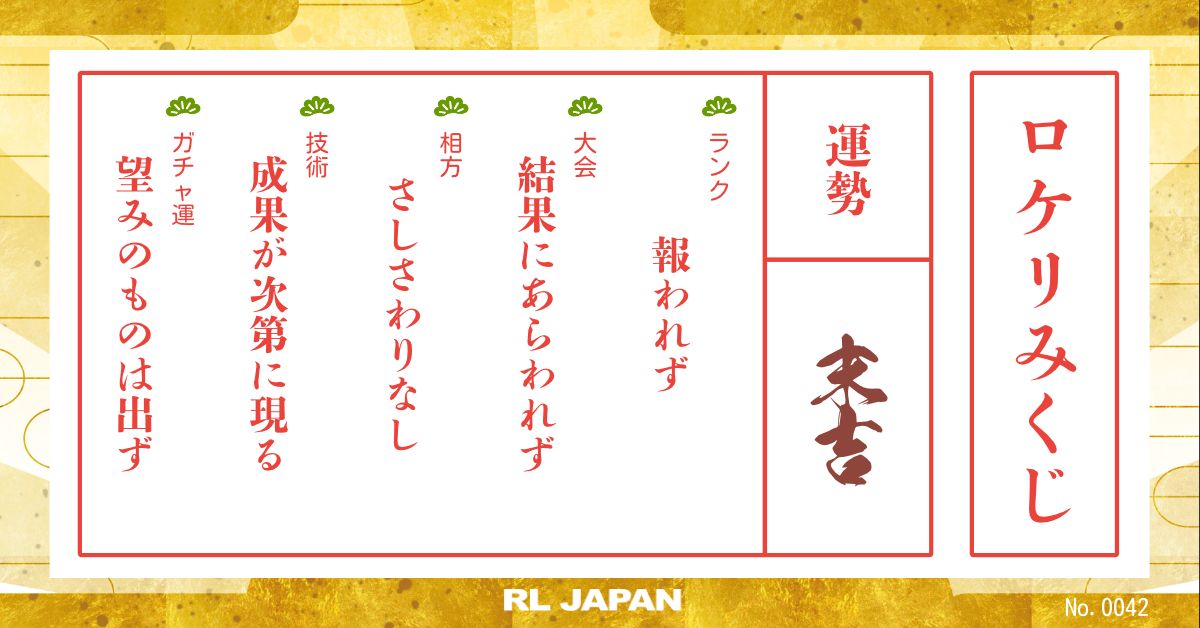 ロケリみくじ
運勢
末吉
ランク
報われず
大会
結果にあらわれず
相方
さしさわりなし
技術
成果が次第に現る
ガチャ運
望みのものは出ず
RL JAPAN
No. 0042